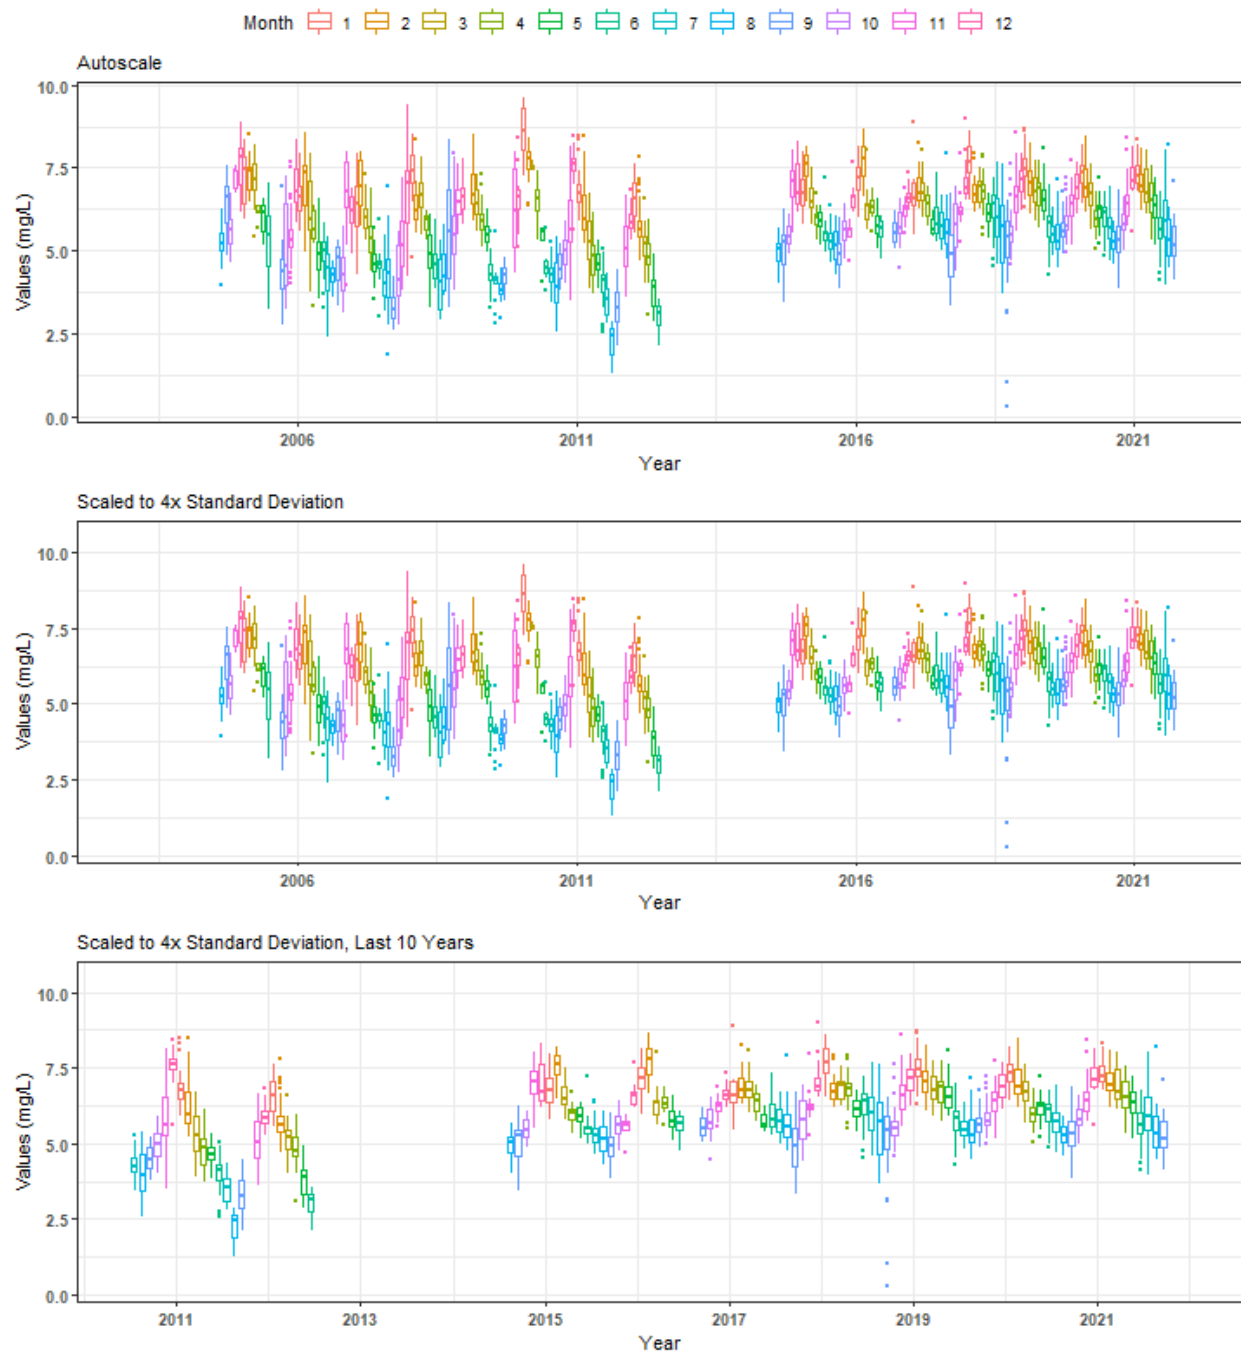 Month 1 2 3 4 5 6 7 8 9 10 11 12
Autoscale
10.0
7.5
5.0
2.5
0.0
Values (mg/L)
2006 2011 2016 2021
Year
Scaled to 4x Standard Deviation
10.0
7.5
5.0
2.5
0.0
Values (mg/L)
2006 2011 2016 2021
Year
Scaled to 4x Standard Deviation, Last 10 Years
10.0
7.5
5.0
2.5
0.0
Values (mg/L)
2011 2013 2015 2017 2019 2021
Year